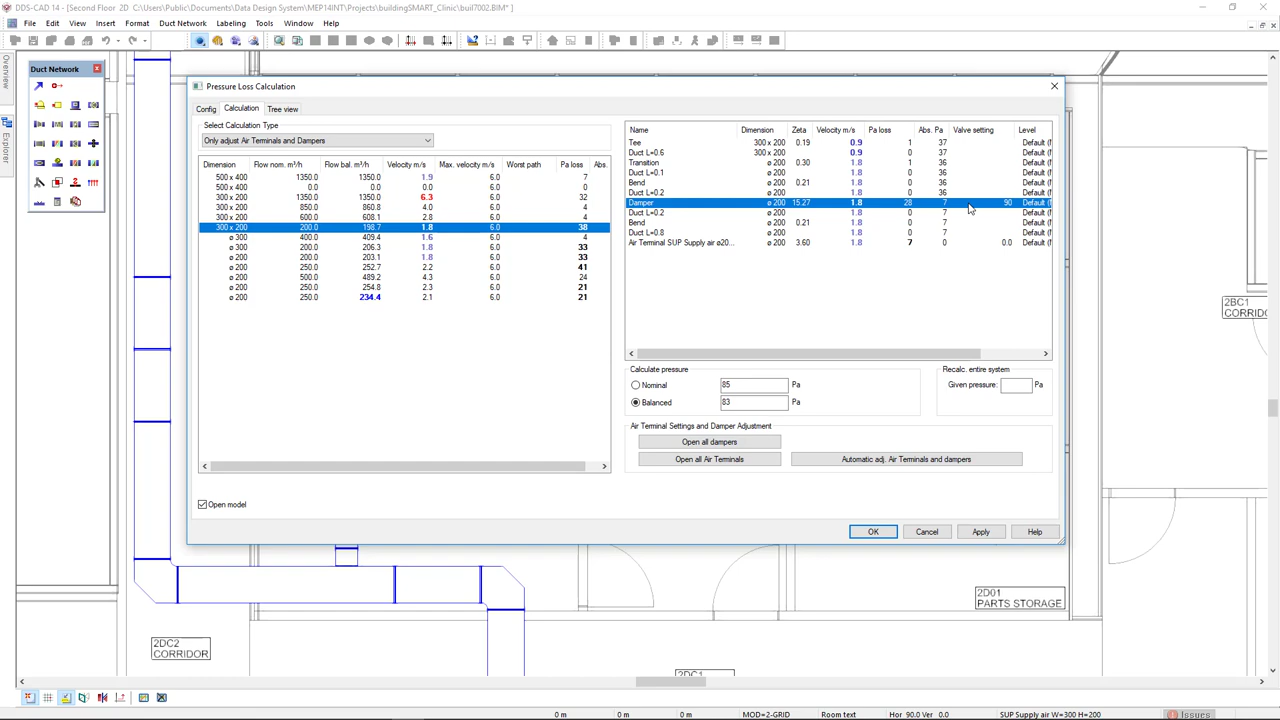 DDS-CAD 14 - [Second Floor  2D  C:\Users\Public\Documents\Data Design System\MEP14INT\Projects\buildingSMART_Clinic\buil7002.BIM*]
File Edit View Insert Format Duct Network Labeling Tools Window Help
Overview
Explorer
Duct Network
Pressure Loss Calculation
Config Calculation Tree view
Select Calculation Type
Only adjust Air Terminals and Dampers
Dimension Flow nom. m³/h Flow bal. m³/h Velocity m/s Max. velocity m/s Worst path Pa loss Abs.
500 x 400 1350.0 1350.0 1.9 6.0 7
500 x 400 0.0 0.0 0.0 6.0 0
300 x 200 1350.0 1350.0 6.3 6.0 32
300 x 200 850.0 860.8 4.0 6.0 4
300 x 200 600.0 608.1 2.8 6.0 4
300 x 200 200.0 198.7 1.8 6.0 38
ø 300 400.0 409.4 1.6 6.0 4
ø 300 200.0 206.3 1.8 6.0 33
ø 200 200.0 203.1 1.8 6.0 33
ø 200 250.0 252.7 2.2 6.0 41
ø 200 500.0 489.2 4.3 6.0 24
ø 200 250.0 254.8 2.3 6.0 21
ø 200 250.0 234.4 2.1 6.0 21
Name Dimension Zeta Velocity m/s Pa loss Abs. Pa Valve setting Level
Tee 300 x 200 0.19 0.9 1 37 Default (
Duct L=0.6 300 x 200 0.9 0 37 Default (
Transition ø 200 0.30 1.8 1 36 Default (
Duct L=0.1 ø 200 1.8 0 36 Default (
Bend ø 200 0.21 1.8 0 36 Default (
Duct L=0.2 ø 200 1.8 0 36 Default (
Damper ø 200 15.27 1.8 28 7 90 Default (
Duct L=0.2 ø 200 1.8 0 7 Default (
Bend ø 200 0.21 1.8 0 7 Default (
Duct L=0.8 ø 200 1.8 0 7 Default (
Air Terminal SUP Supply air ø20... ø 200 3.60 1.8 7 0 0.0 Default (
Calculate pressure
Nominal 85 Pa
Balanced 83 Pa
Recalc. entire system
Given pressure: Pa
Air Terminal Settings and Damper Adjustment
Open all dampers
Open all Air Terminals Automatic adj. Air Terminals and dampers
Open model
OK Cancel Apply Help
2BC1
CORRIDOR
2D01
PARTS STORAGE
2DC2
CORRIDOR
2DC1
0 m 0 m 0 m MOD=2-GRID Room text Hor 90.0 Ver 0.0 SUP Supply air W=300 H=200 Issues